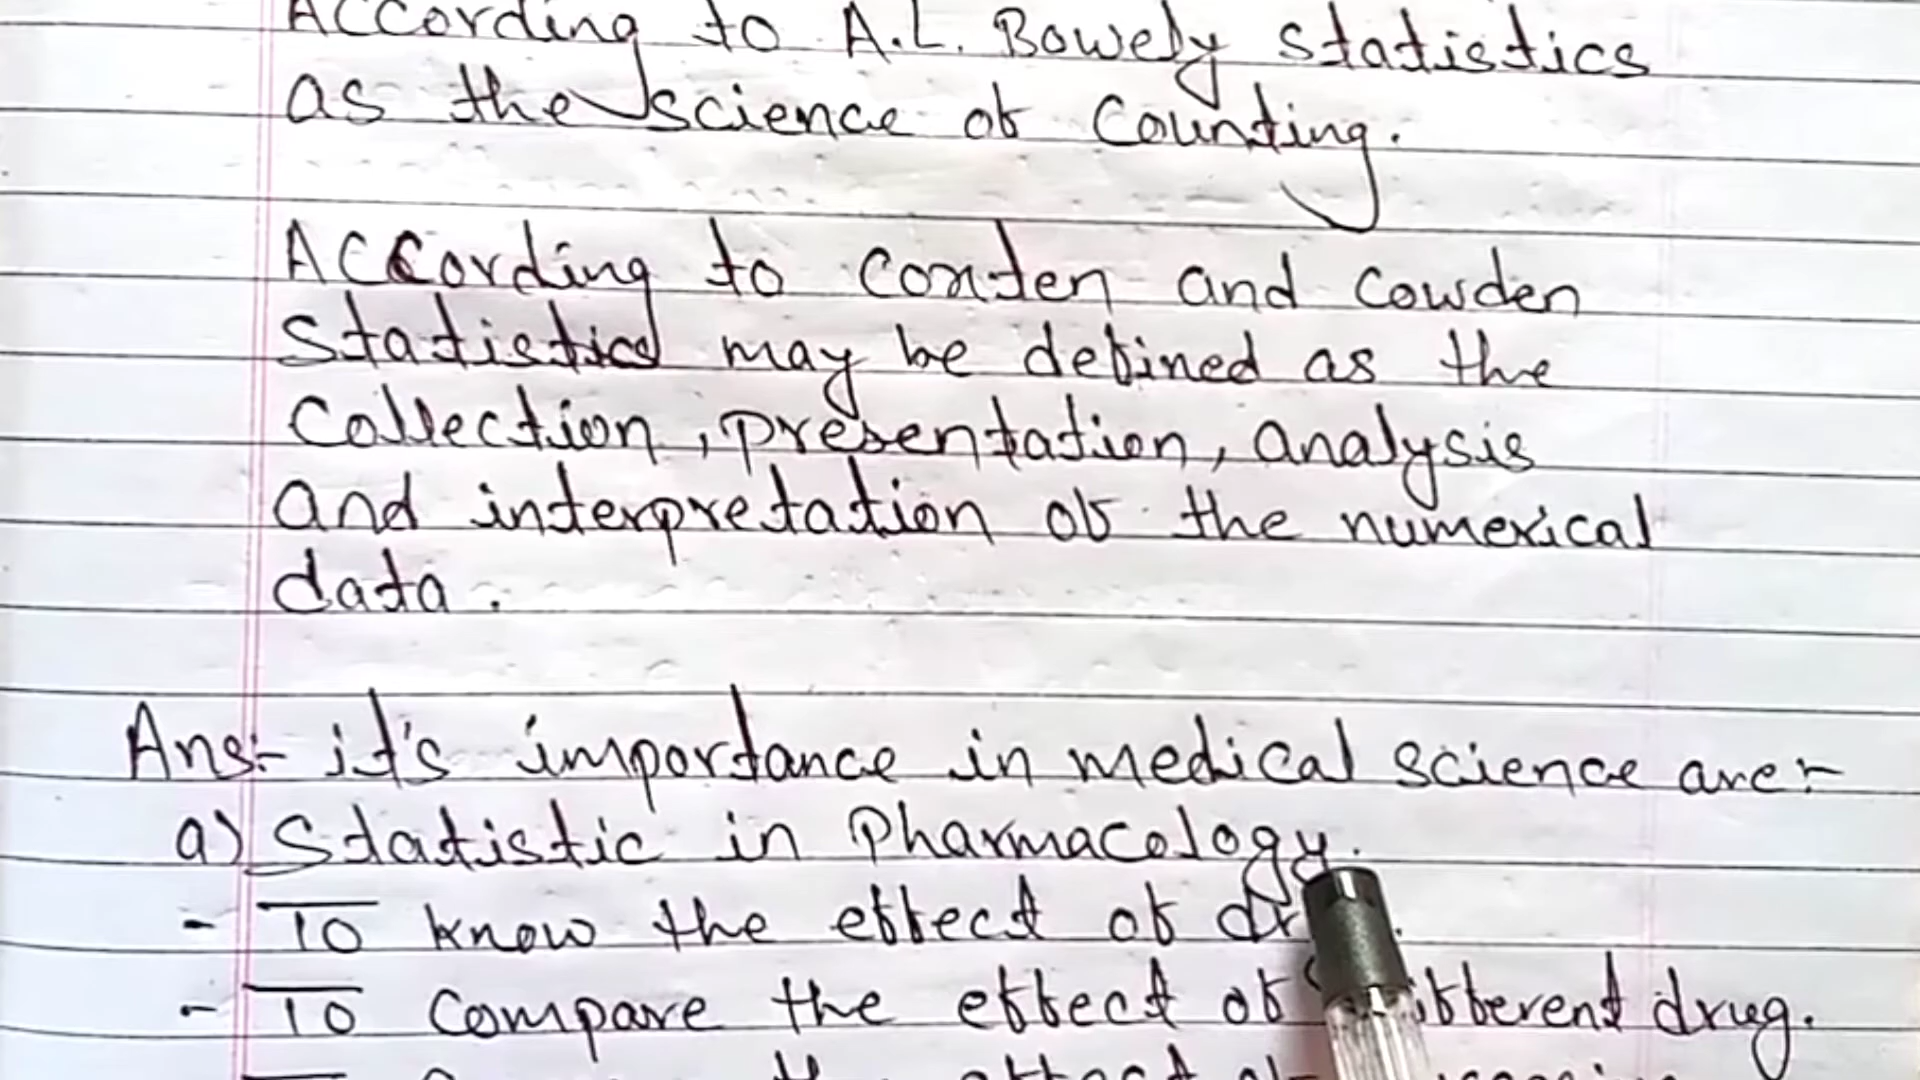 According to A.L. Bowely statistics
as the science of counting.
According to conxten and cowden
statistics may be defined as the
collection, presentation, analysis
and interpretation of the numerical
data.
Ans:- it's importance in medical science are:-
a) Statistic in pharmacology.
- To know the effect of
- To compare the effect of different drug.